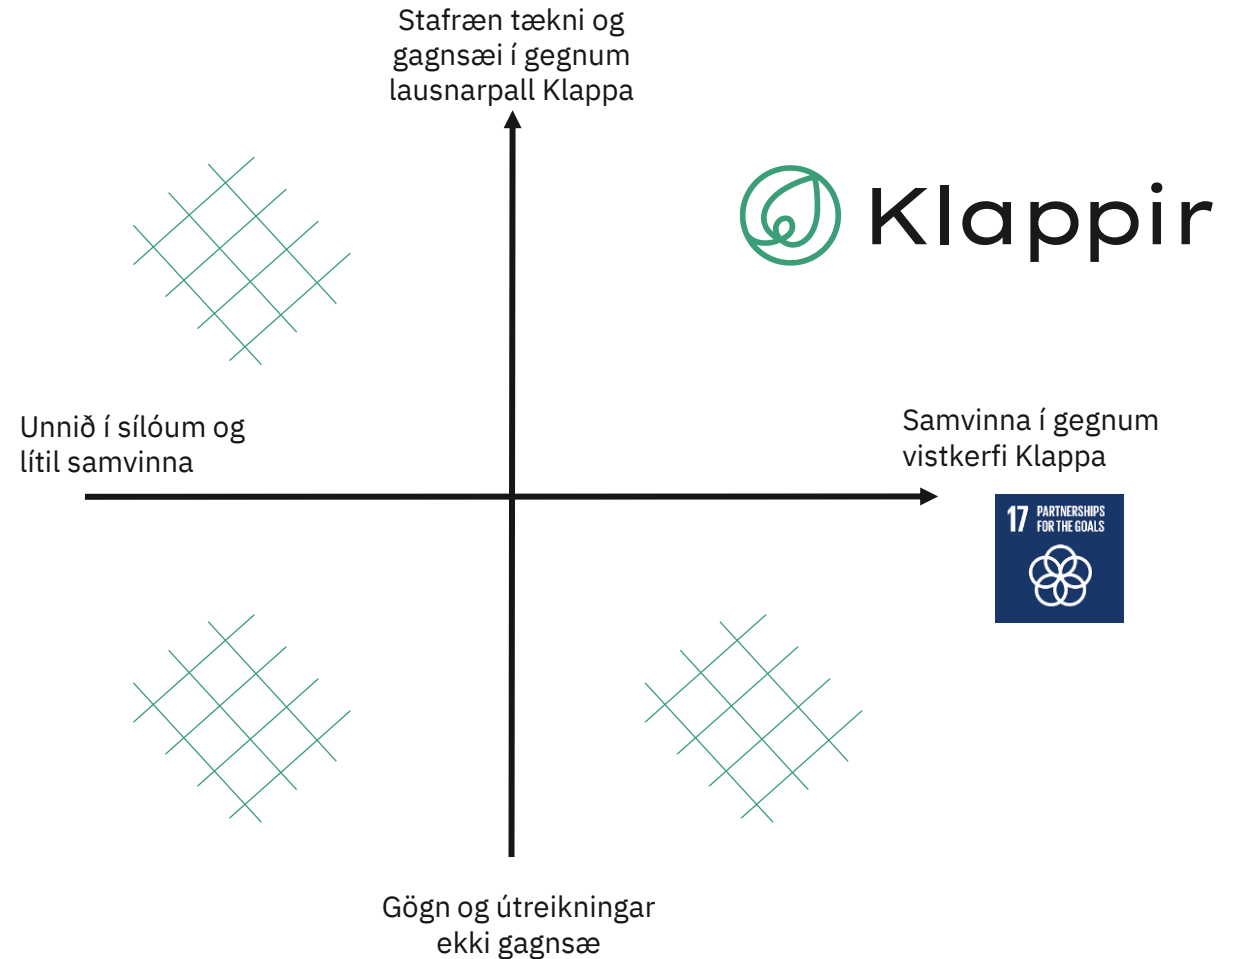 Stafræn tækni og
gagnsæi í gegnum
lausnarpall Klappa
Klappir
Unnið í sílóum og
lítil samvinna
Samvinna í gegnum
vistkerfi Klappa
17 PARTNERSHIPS
FOR THE GOALS
Gögn og útreikningar
ekki gagnsæ